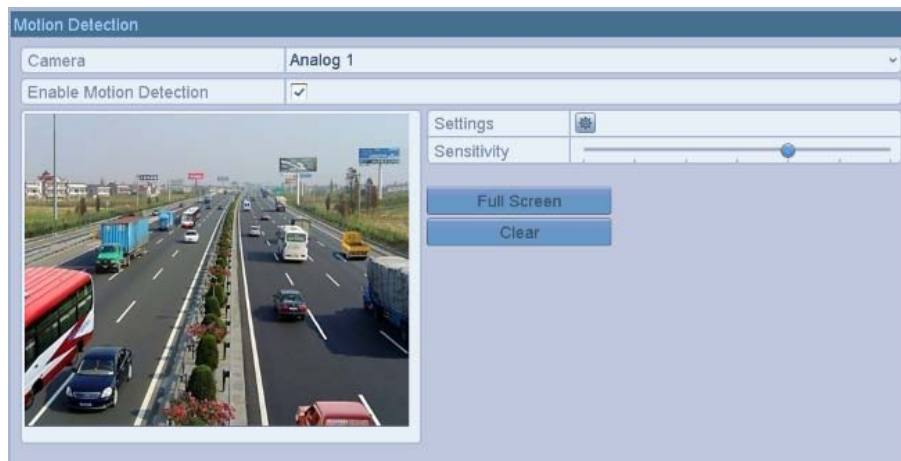 Motion Detection
Camera
Analog 1
Enable Motion Detection
Settings
Sensitivity
Full Screen
Clear